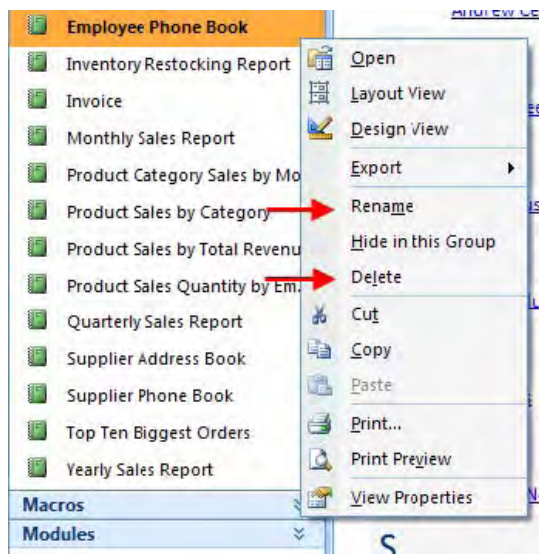 Employee Phone Book
Inventory Restocking Report
Invoice
Monthly Sales Report
Product Category Sales by Mo
Product Sales by Category
Product Sales by Total Revenu
Product Sales Quantity by Em.
Quarterly Sales Report
Supplier Address Book
Supplier Phone Book
Top Ten Biggest Orders
Yearly Sales Report
Macros
Modules
Open
Layout View
Design View
Export
Rename
Hide in this Group
Delete
Cut
Copy
Paste
Print...
Print Preview
View Properties
Andrew Ce
S